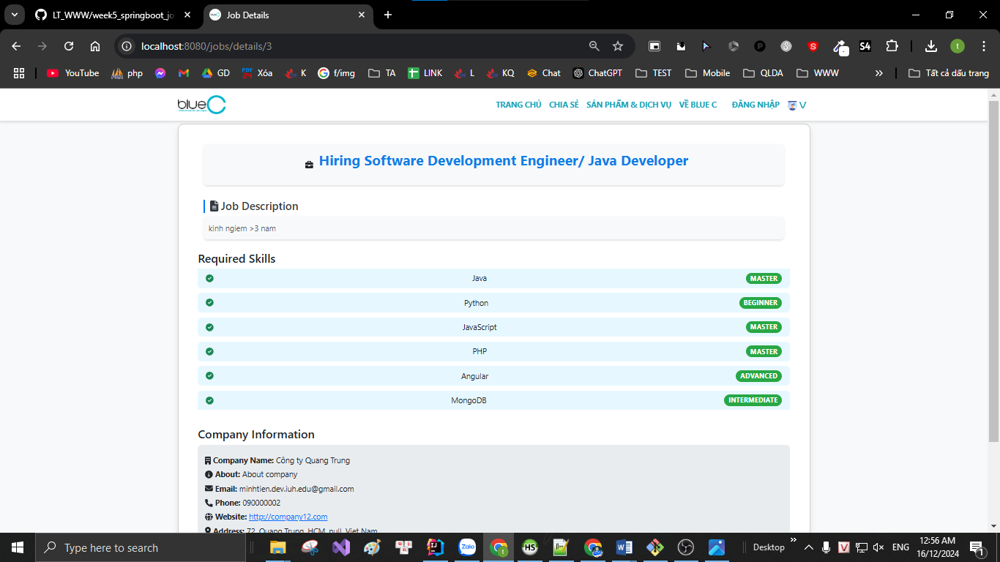 LT_WWW/week5_springboot_jo
Job Details
localhost:8080/jobs/details/3
YouTube
php
GD
Xóa
K
f/img
TA
LINK
L
KQ
Chat
ChatGPT
TEST
Mobile
QLDA
WWW
»
Tất cả dấu trang
blueC
TRANG CHỦ CHIA SẺ SẢN PHẨM & DỊCH VỤ VỀ BLUE C ĐĂNG NHẬP V
Hiring Software Development Engineer/ Java Developer
Job Description
kinh ngiem >3 nam
Required Skills
Java MASTER
Python BEGINNER
JavaScript MASTER
PHP MASTER
Angular ADVANCED
MongoDB INTERMEDIATE
Company Information
Company Name: Công ty Quang Trung
About: About company
Email: minhtien.dev.iuh.edu@gmail.com
Phone: 090000002
Website: http://company12.com
Address: 72, Quang Trung, HCM, null, Viet Nam
Type here to search
Zalo
HS
Desktop
ENG
12:56 AM
16/12/2024
1